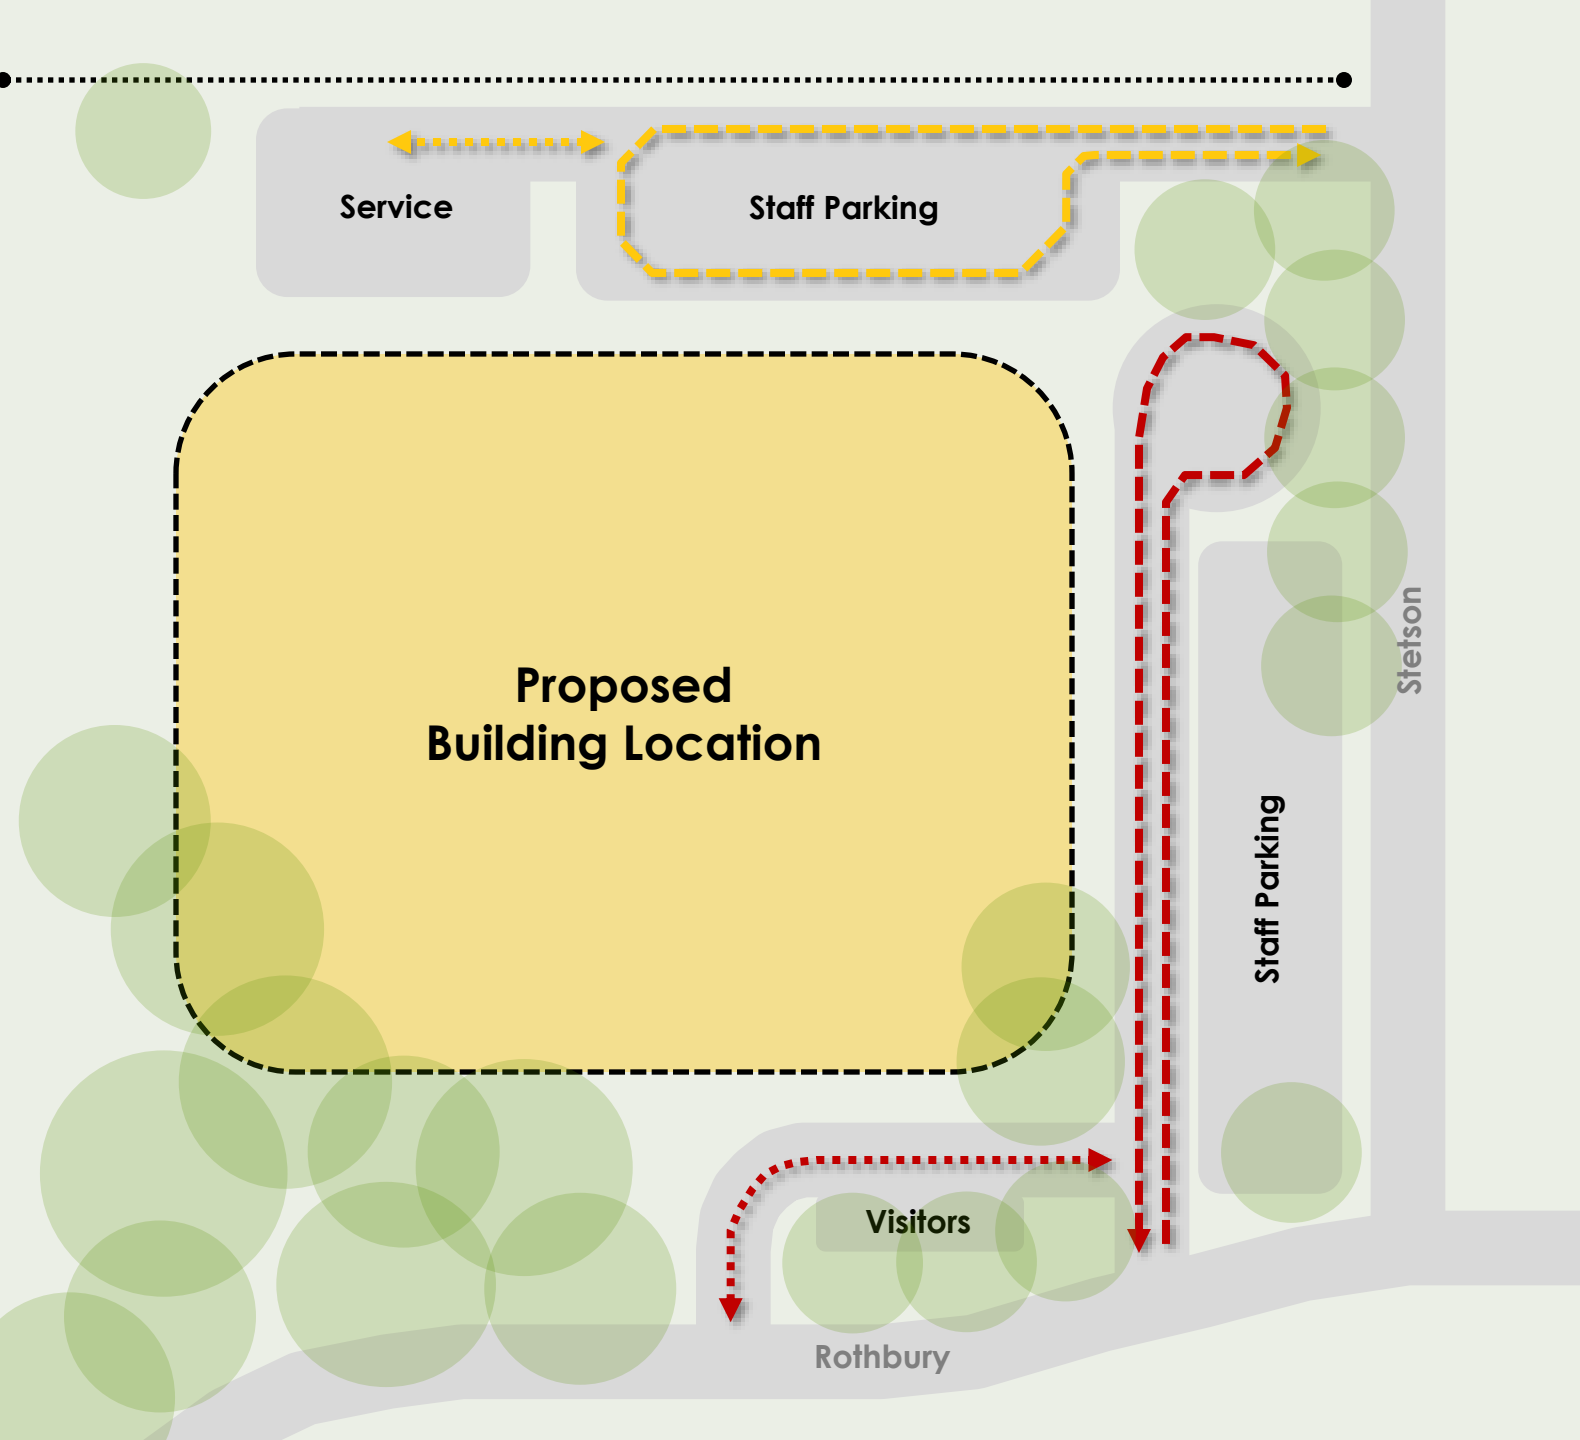 Service
Staff Parking
Proposed
Building Location
Stetson
Staff Parking
Visitors
Rothbury